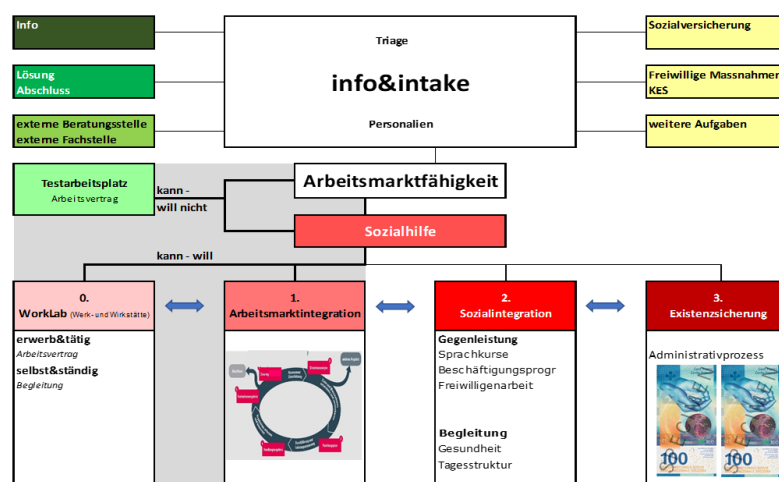 Info
Triage
Sozialversicherung
Lösung
Abschluss
info&intake
Freiwillige Massnahmen
KES
externe Beratungsstelle
externe Fachstelle
Personalien
weitere Aufgaben
Testarbeitsplatz
Arbeitsvertrag
kann -
will nicht
Arbeitsmarktfähigkeit
Sozialhilfe
kann - will
0.
WorkLab (Werk- und Wirkstätte)
1.
Arbeitsmarktintegration
2.
Sozialintegration
3.
Existenzsicherung
erwerb&tätig
Arbeitsvertrag
selbst&ständig
Begleitung
Gegenleistung
Sprachkurse
Beschäftigungsprogr
Freiwilligenarbeit
Begleitung
Gesundheit
Tagesstruktur
Administrativprozess
100
100